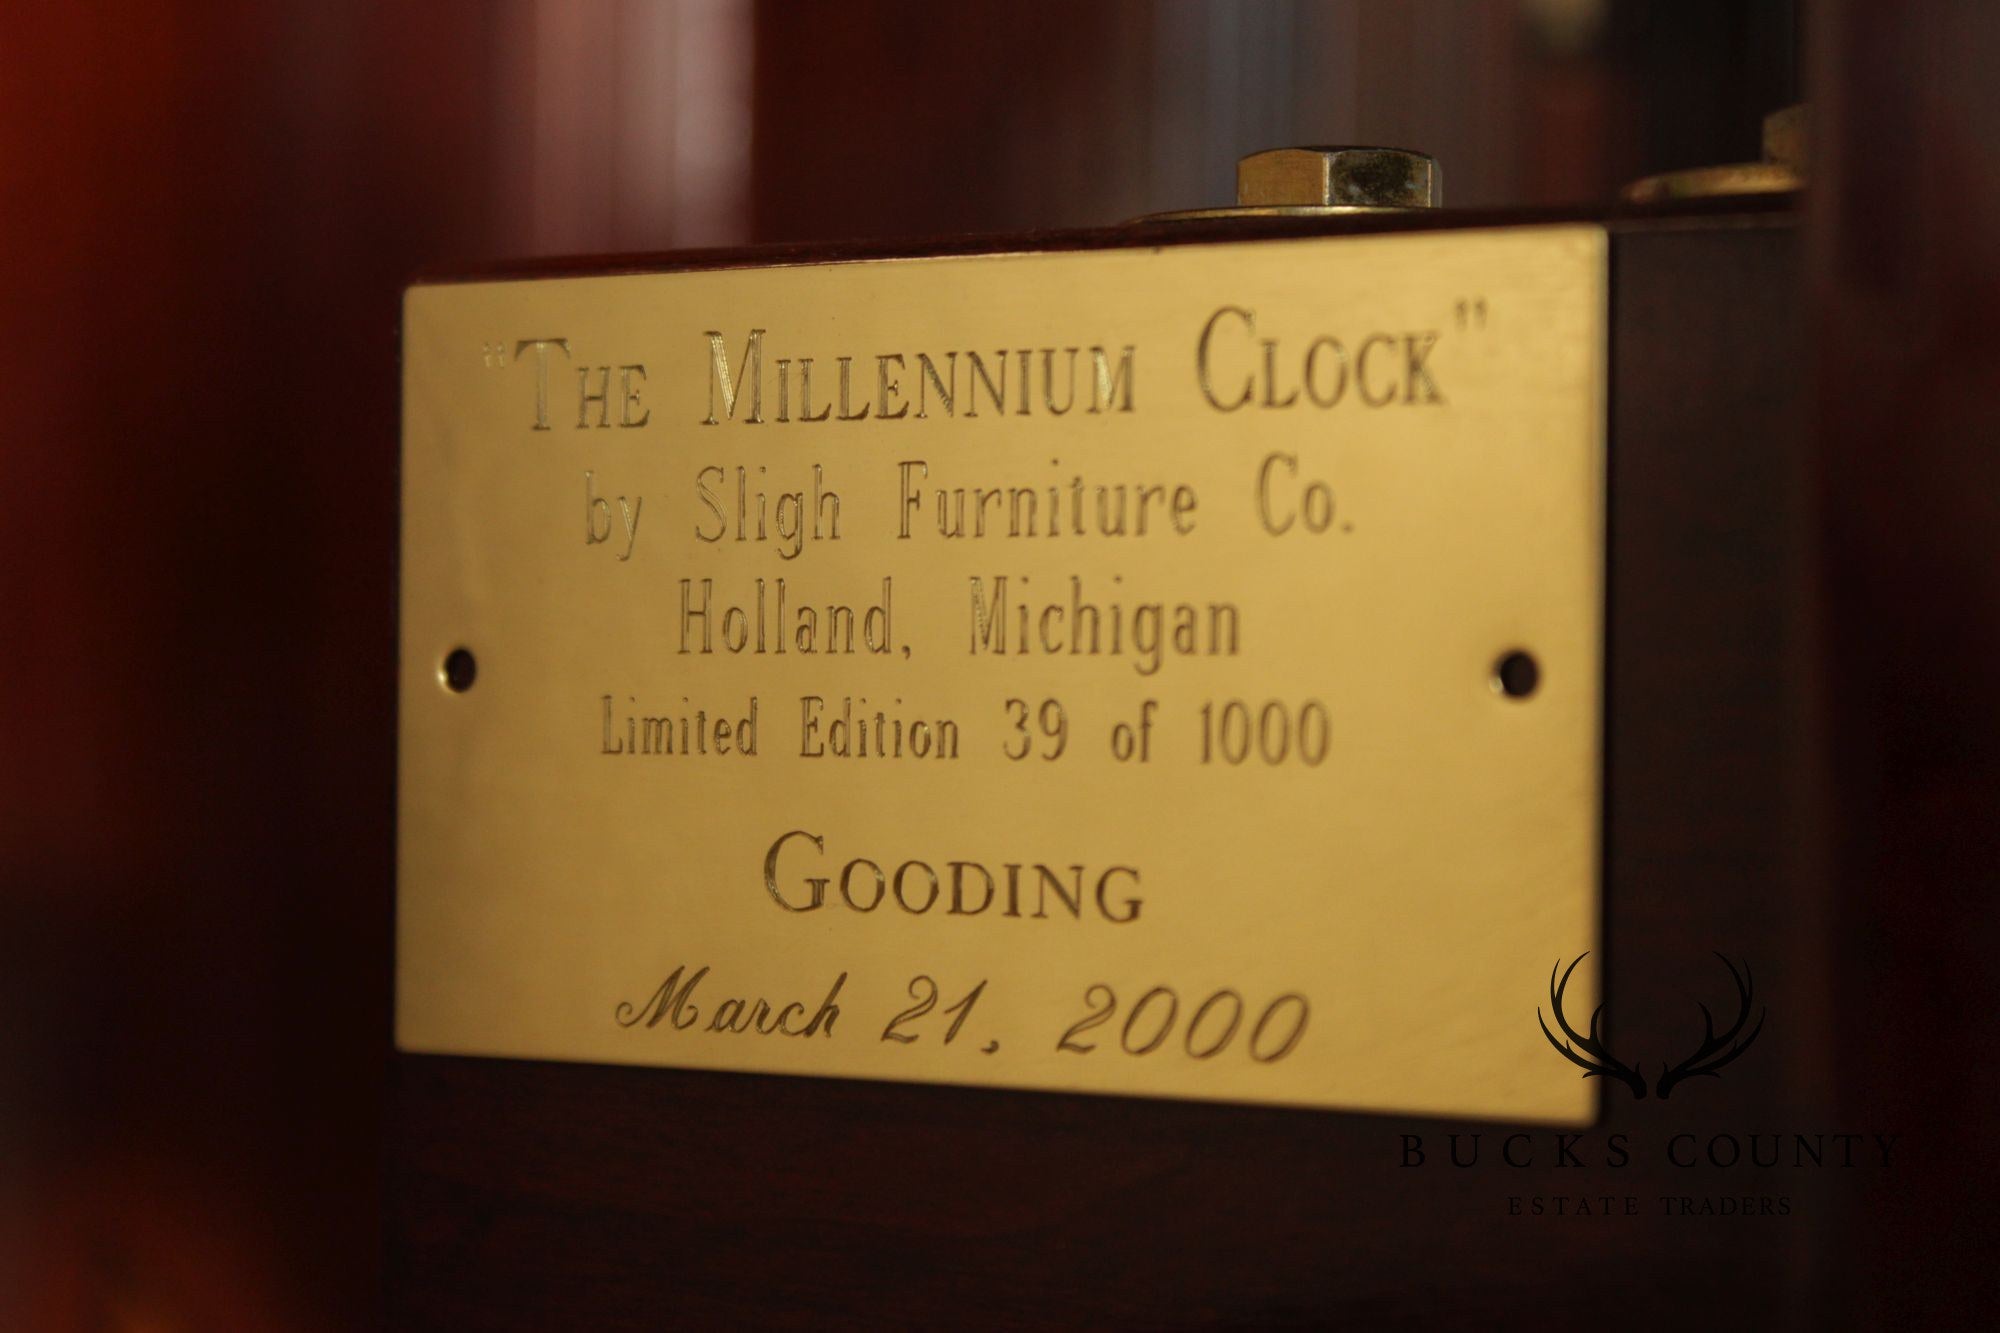 "The Millennium Clock"
by Sligh Furniture Co.
Holland, Michigan
Limited Edition 39 of 1000
Gooding
March 21, 2000
BUCKS COUNTY
ESTATE TRADERS